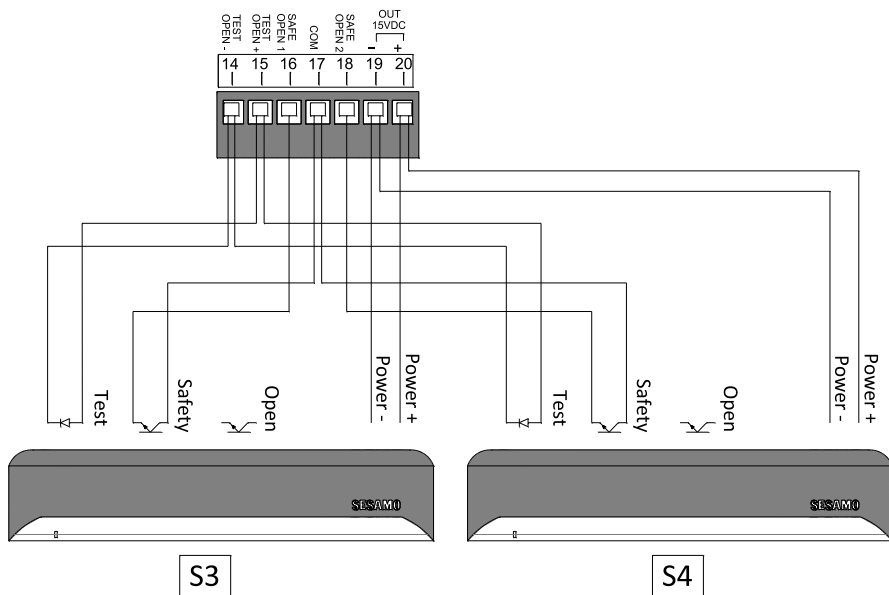 TEST OPEN -
TEST OPEN +
SAFE OPEN 1
COM
SAFE OPEN 2
OUT
15VDC
- +
14 15 16 17 18 19 20
Test
Safety
Open
Power -
Power +
Test
Safety
Open
Power -
Power +
SESAMO
SESAMO
S3
S4